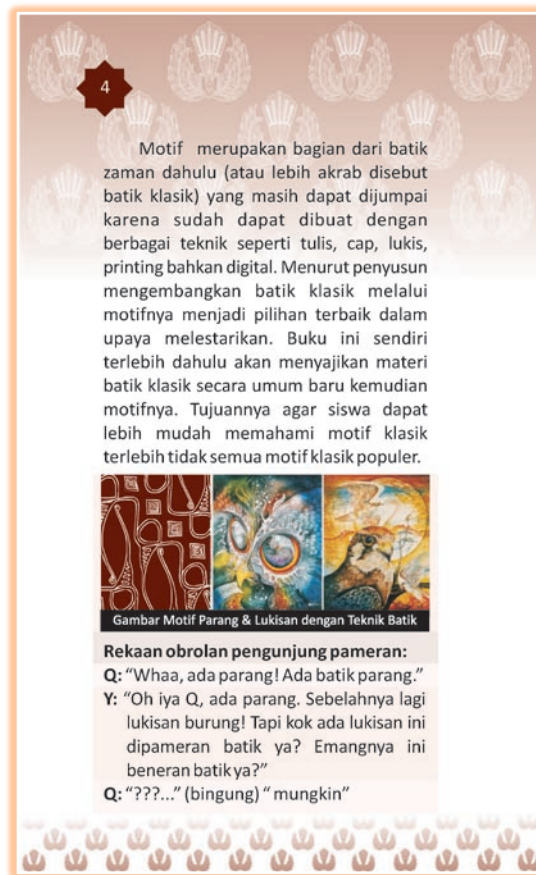 4
Motif merupakan bagian dari batik
zaman dahulu (atau lebih akrab disebut
batik klasik) yang masih dapat dijumpai
karena sudah dapat dibuat dengan
berbagai teknik seperti tulis, cap, lukis,
printing bahkan digital. Menurut penyusun
mengembangkan batik klasik melalui
motifnya menjadi pilihan terbaik dalam
upaya melestarikan. Buku ini sendiri
terlebih dahulu akan menyajikan materi
batik klasik secara umum baru kemudian
motifnya. Tujuannya agar siswa dapat
lebih mudah memahami motif klasik
terlebih tidak semua motif klasik populer.
Gambar Motif Parang & Lukisan dengan Teknik Batik
Rekaan obrolan pengunjung pameran:
Q: “Whaa, ada parang! Ada batik parang.”
Y: “Oh iya Q, ada parang. Sebelahnya lagi
lukisan burung! Tapi kok ada lukisan ini
dipameran batik ya? Emangnya ini
beneran batik ya?”
Q: “???...” (bingung) “ mungkin”